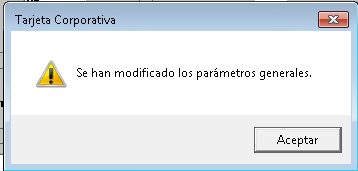 Tarjeta Corporativa
Se han modificado los parámetros generales.
Aceptar